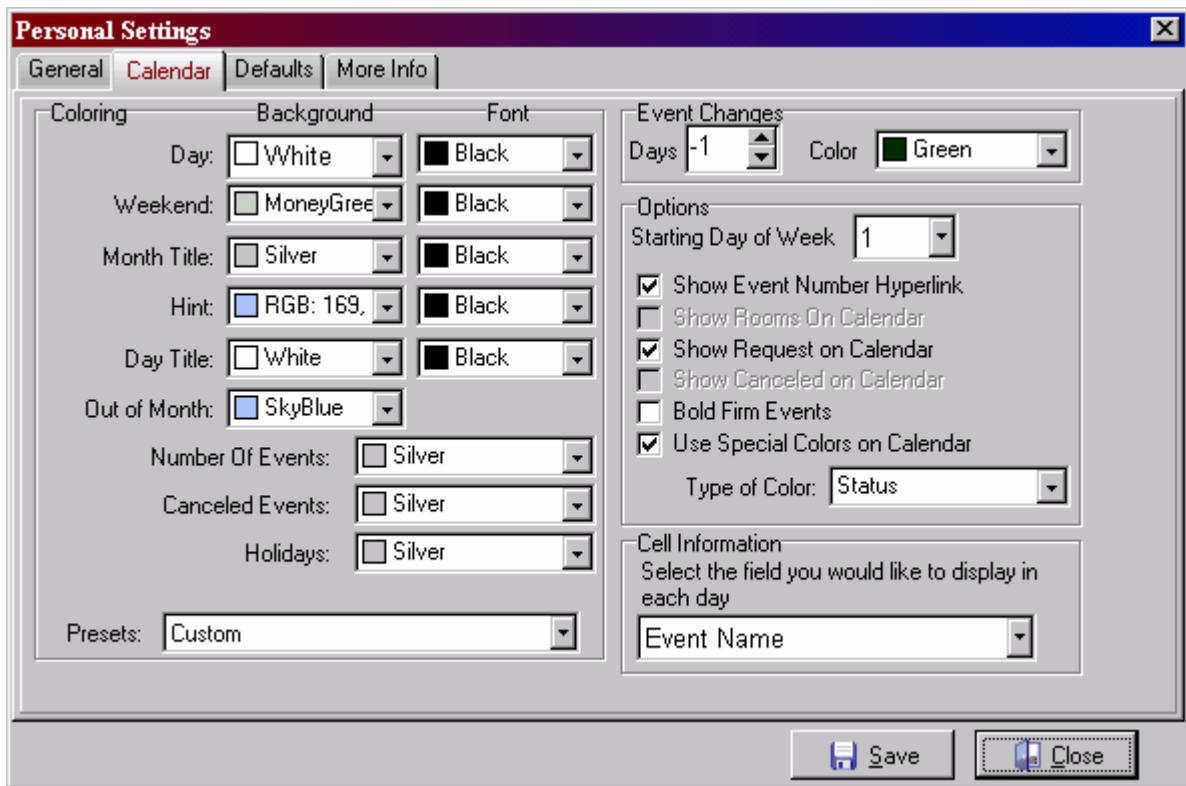 Personal Settings
General Calendar Defaults More Info
Coloring Background Font
Day: White Black
Weekend: MoneyGree Black
Month Title: Silver Black
Hint: RGB: 169, Black
Day Title: White Black
Out of Month: SkyBlue
Number Of Events: Silver
Canceled Events: Silver
Holidays: Silver
Presets: Custom
Event Changes
Days -1 Color Green
Options
Starting Day of Week 1
Show Event Number Hyperlink
Show Rooms On Calendar
Show Request on Calendar
Show Canceled on Calendar
Bold Firm Events
Use Special Colors on Calendar
Type of Color: Status
Cell Information
Select the field you would like to display in
each day
Event Name
Save Close